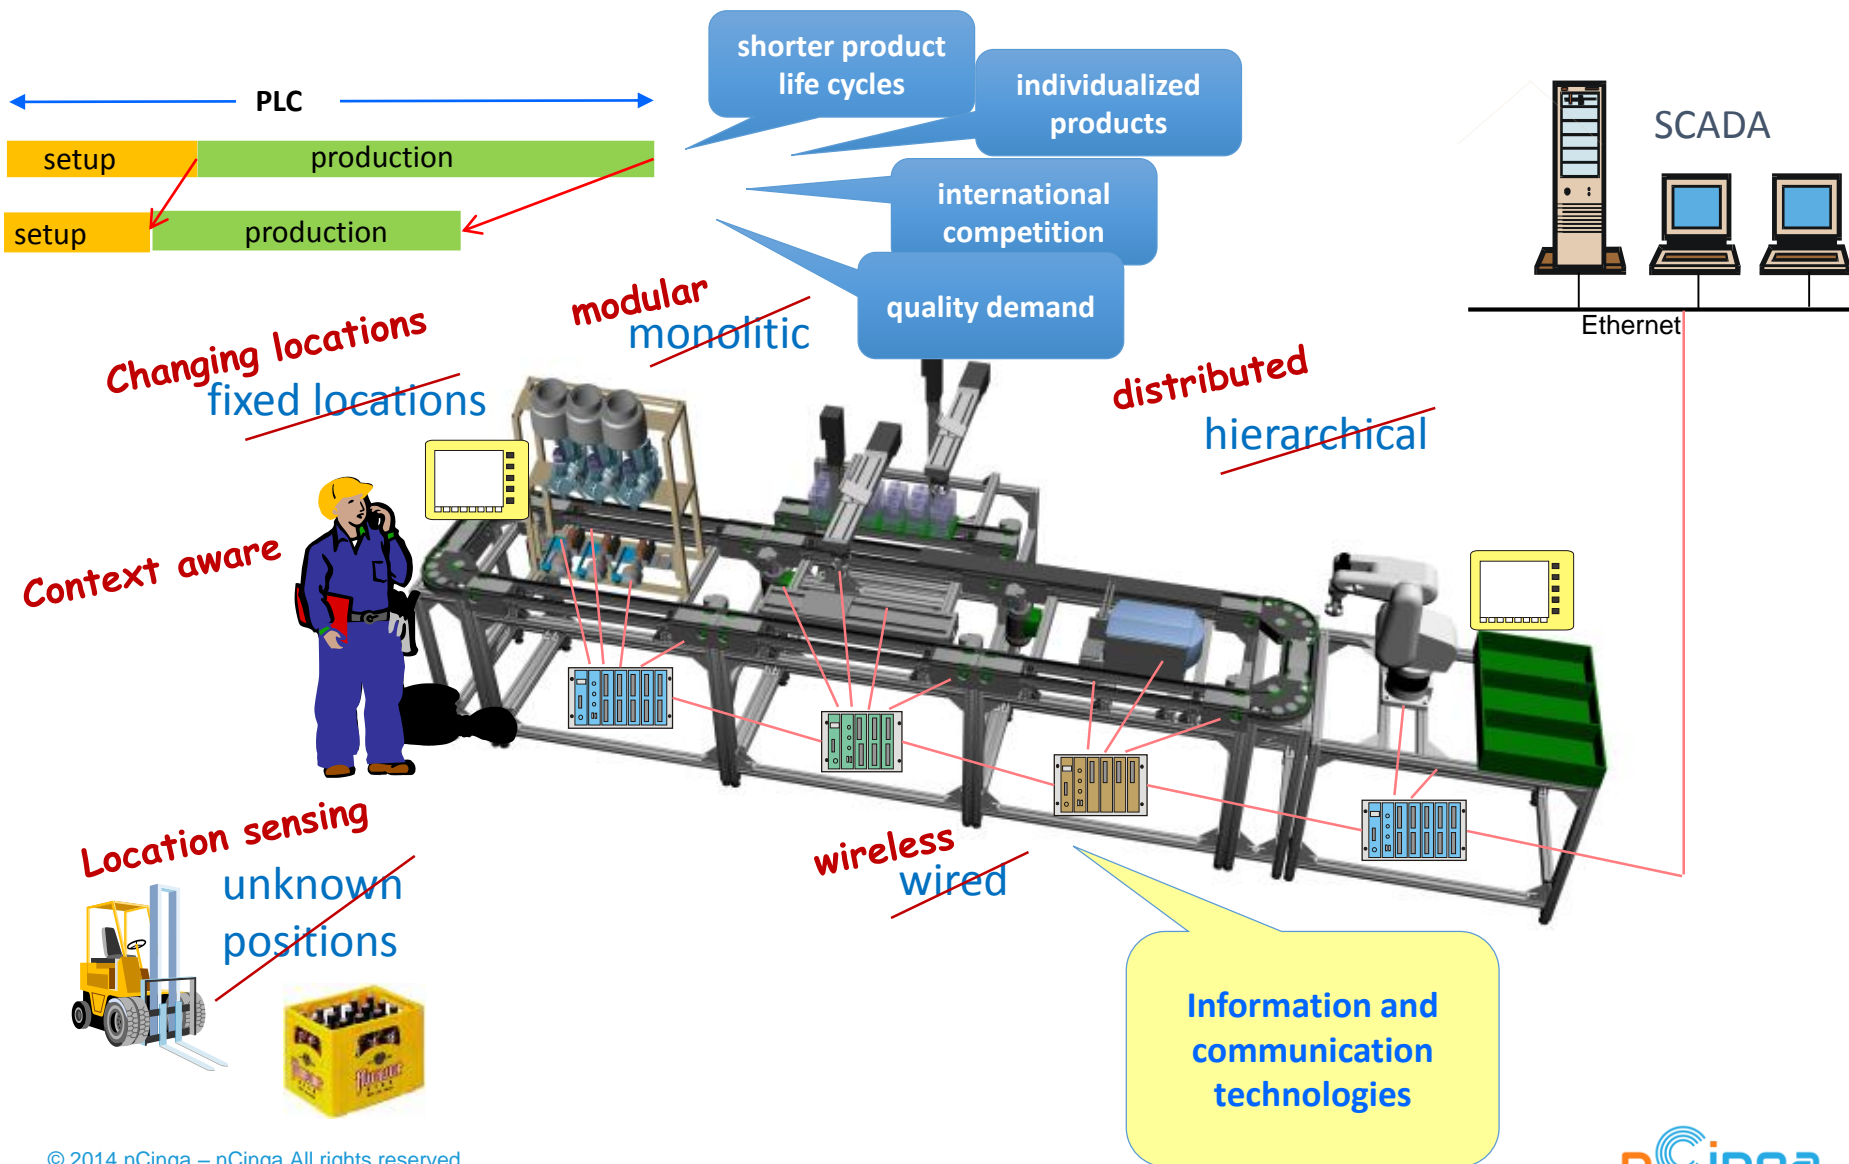 shorter product
life cycles
individualized
products
PLC
SCADA
setup
production
international
competition
setup
production
quality demand
modular
monolitic
Ethernet
Changing locations
fixed locations
distributed
hierarchical
Context aware
Location sensing
unknown
positions
wireless
wired
Information and
communication
technologies
© 2014 nCinga – nCinga All rights reserved
nCinga